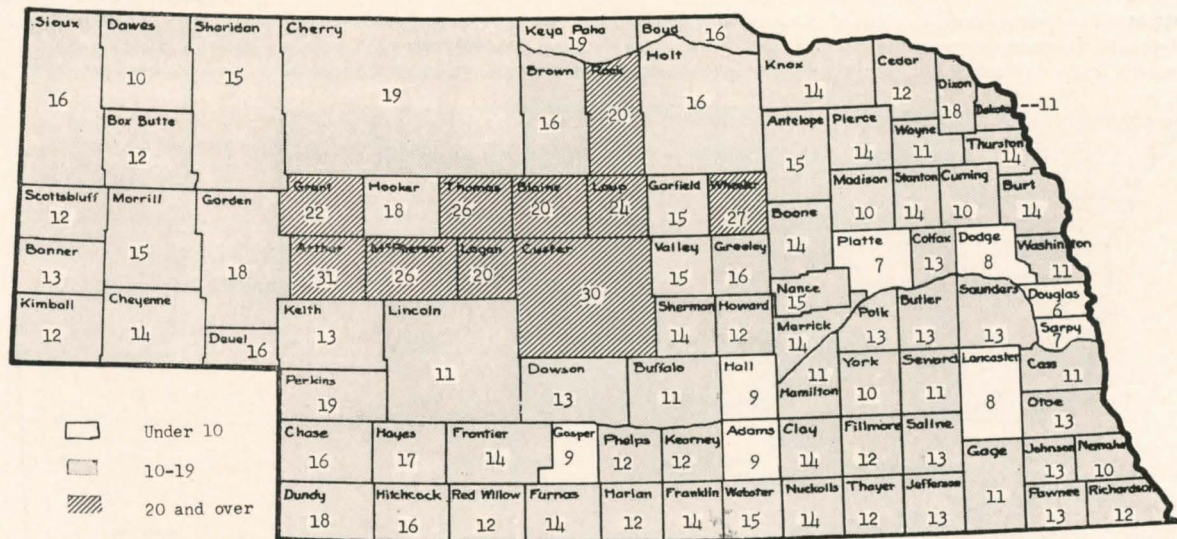 Sioux
16
Dawes
10
Sheridan
15
Cherry
19
Keya Paha
19
Boyd
16
Brown
16
Rock
20
Holt
16
Knox
14
Cedar
12
Dixon
18
Dakota --11
Box Butte
12
Antelope
15
Pierce
14
Wayne
11
Thurston
14
Scottsbluff
12
Morrill
15
Garden
18
Grant
22
Hooker
18
Thomas
26
Blaine
20
Loup
24
Garfield
15
Wheeler
27
Boone
14
Madison
10
Stanton
14
Cuming
10
Burt
14
Banner
13
Arthur
31
McPherson
26
Logan
20
Custer
30
Valley
15
Greeley
16
Platte
7
Colfax
13
Dodge
8
Washington
11
Kimball
12
Cheyenne
14
Deuel
16
Keith
13
Lincoln
11
Sherman
14
Howard
12
Nance
15
Merrick
14
Polk
13
Butler
13
Saunders
13
Douglas
6
Sarpy
7
Perkins
19
Dawson
13
Buffalo
11
Hall
9
11
Hamilton
York
10
Seward
11
Lancaster
8
Cass
11
Otoe
13
Chase
16
Hayes
17
Frontier
14
Gosper
9
Phelps
12
Kearney
12
Adams
9
Clay
14
Fillmore
12
Saline
13
Gage
11
Johnson
13
Nemaha
10
Dundy
18
Hitchcock
16
Red Willow
12
Furnas
14
Harlan
12
Franklin
14
Webster
15
Nuckolls
14
Thayer
12
Jefferson
13
Pawnee
13
Richardson
12
Under 10
10-19
20 and over